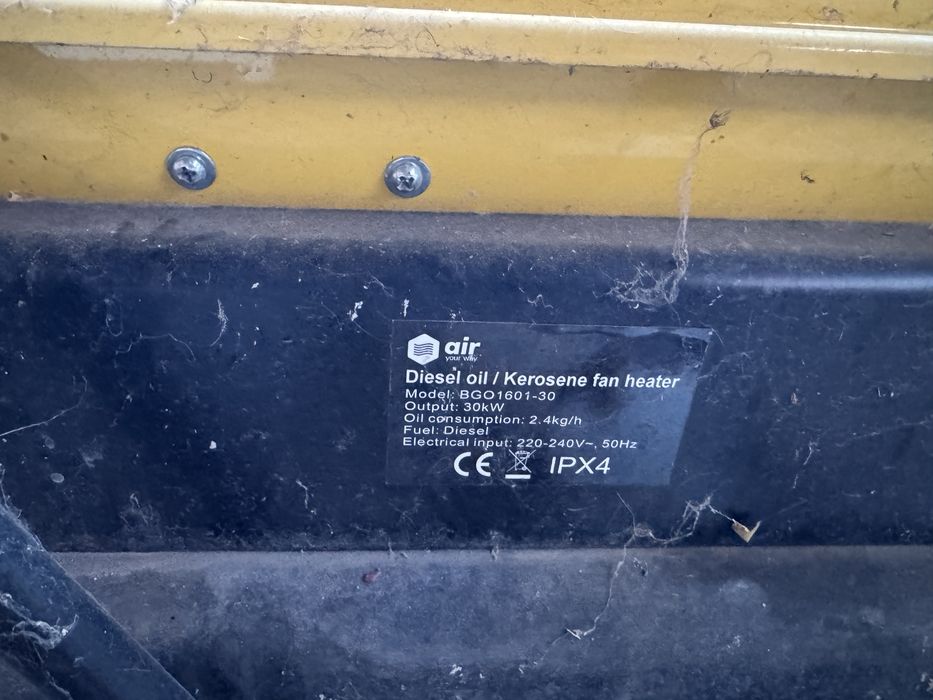 air
your way
Diesel oil / Kerosene fan heater
Model: BGO1601-30
Output: 30kW
Oil consumption: 2.4kg/h
Fuel: Diesel
Electrical input: 220-240V~, 50Hz
CE IPX4